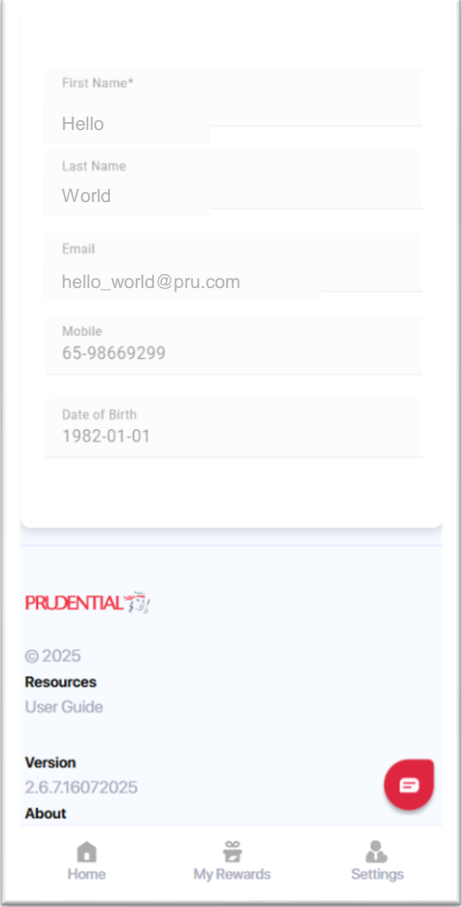 First Name*
Hello
Last Name
World
Email
hello_world@pru.com
Mobile
65-98669299
Date of Birth
1982-01-01
PRUDENTIAL
© 2025
Resources
User Guide
Version
2.6.7.16072025
About
Home
My Rewards
Settings